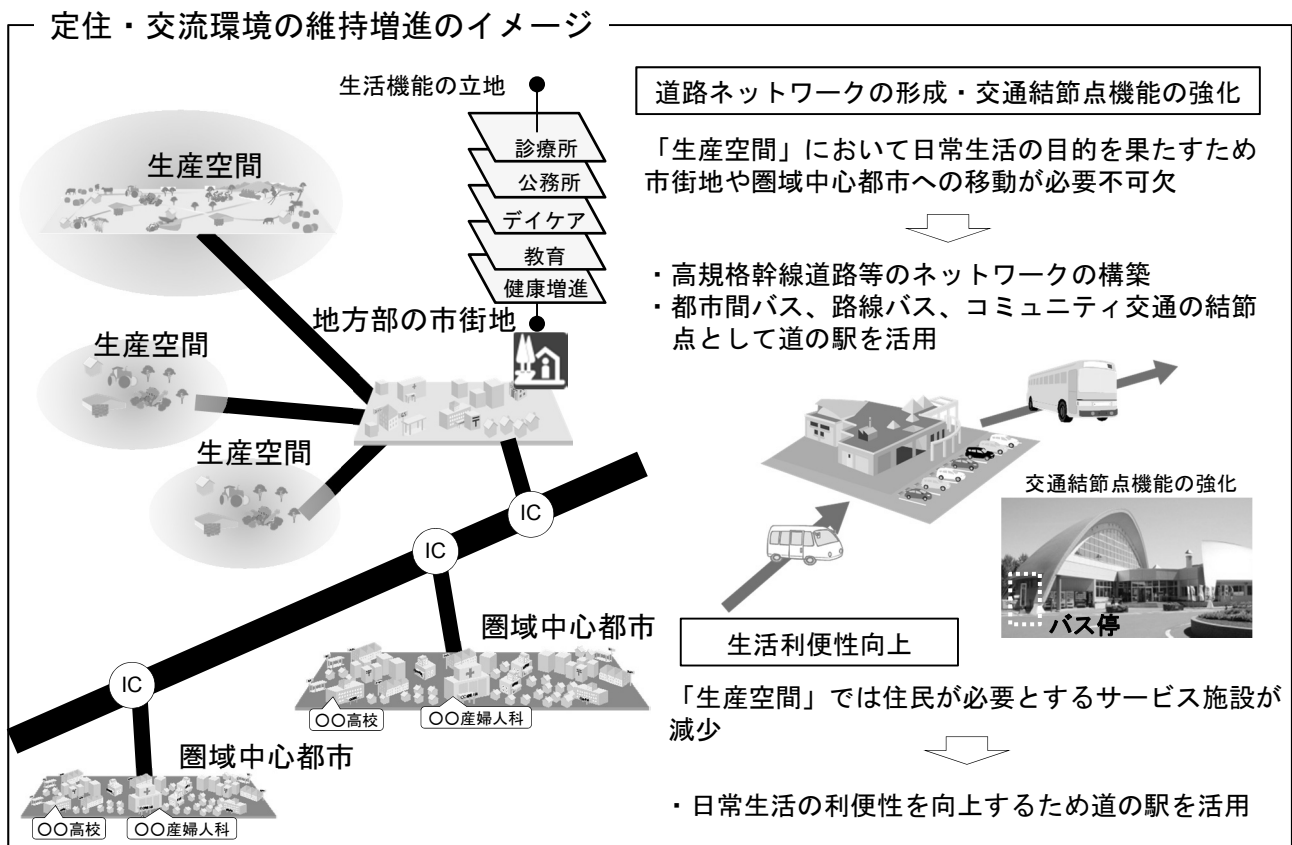 定住・交流環境の維持増進のイメージ
生活機能の立地
診療所
公務所
デイケア
教育
健康増進
生産空間
地方部の市街地
生産空間
生産空間
IC
IC
IC
圏域中心都市
〇〇高校
〇〇産婦人科
圏域中心都市
〇〇高校
〇〇産婦人科
道路ネットワークの形成・交通結節点機能の強化
「生産空間」において日常生活の目的を果たすため
市街地や圏域中心都市への移動が必要不可欠
・高規格幹線道路等のネットワークの構築
・都市間バス、路線バス、コミュニティ交通の結節
点として道の駅を活用
交通結節点機能の強化
バス停
生活利便性向上
「生産空間」では住民が必要とするサービス施設が
減少
・日常生活の利便性を向上するため道の駅を活用